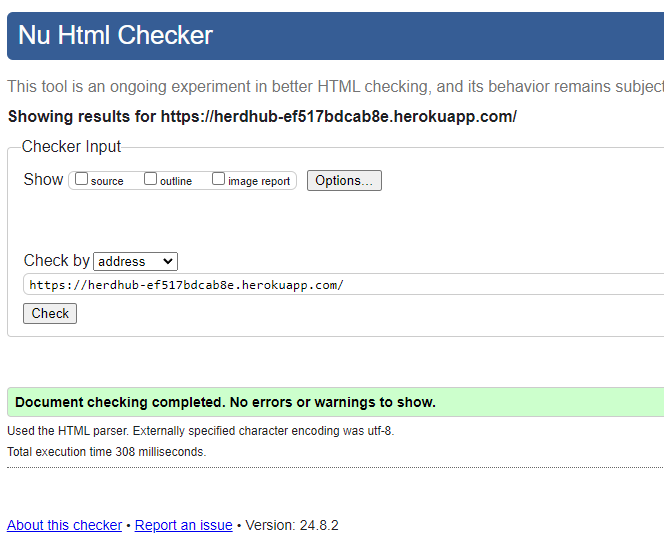 Nu Html Checker
This tool is an ongoing experiment in better HTML checking, and its behavior remains subject
Showing results for https://herdhub-ef517bdcab8e.herokuapp.com/
Checker Input
Show source outline image report Options...
Check by address
https://herdhub-ef517bdcab8e.herokuapp.com/
Check
Document checking completed. No errors or warnings to show.
Used the HTML parser. Externally specified character encoding was utf-8.
Total execution time 308 milliseconds.
About this checker • Report an issue • Version: 24.8.2